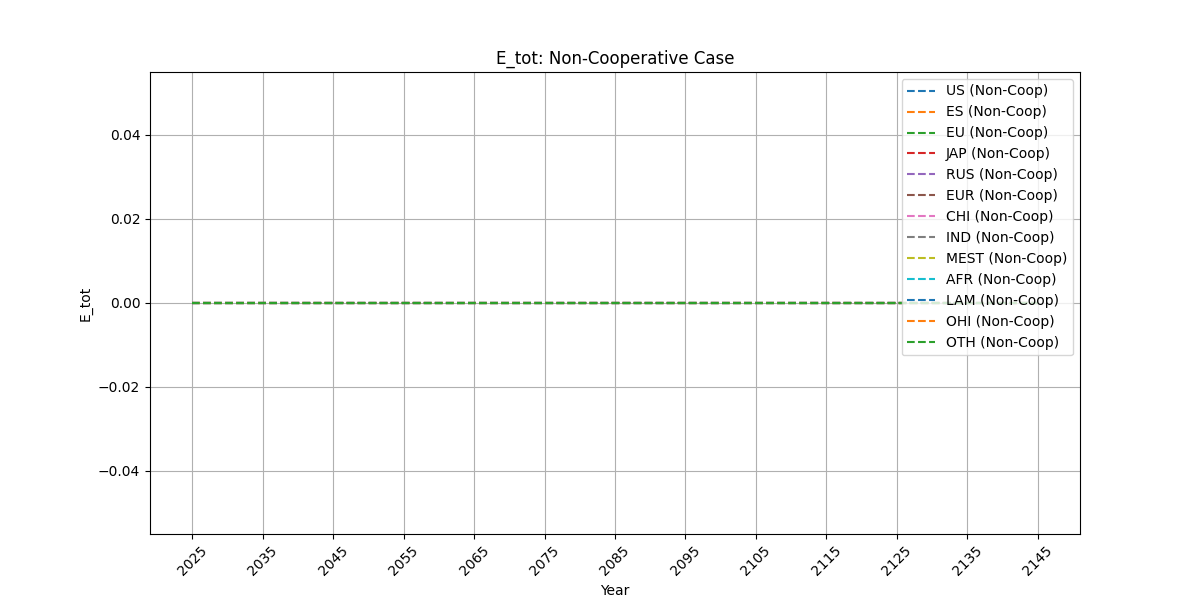 E_tot: Non-Cooperative Case
US (Non-Coop)
ES (Non-Coop)
EU (Non-Coop)
JAP (Non-Coop)
RUS (Non-Coop)
EUR (Non-Coop)
CHI (Non-Coop)
IND (Non-Coop)
MEST (Non-Coop)
AFR (Non-Coop)
LAM (Non-Coop)
OHI (Non-Coop)
OTH (Non-Coop)
0.04
0.02
0.00
−0.02
−0.04
E_tot
2025 2035 2045 2055 2065 2075 2085 2095 2105 2115 2125 2135 2145
Year